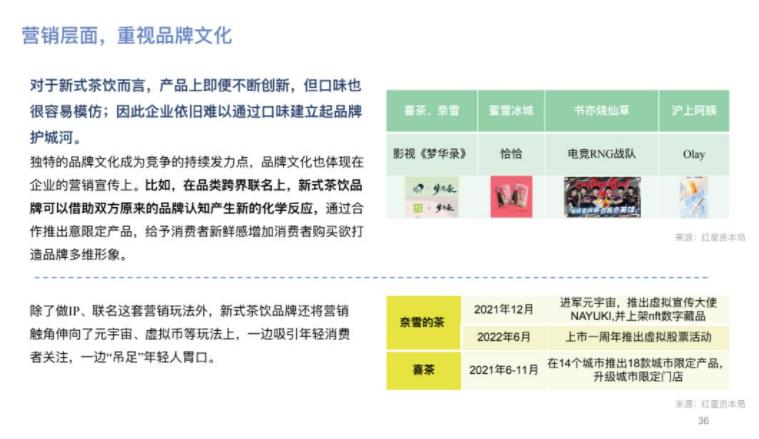 营销层面，重视品牌文化
对于新式茶饮而言，产品上即便不断创新，但口味也
很容易模仿；因此企业依旧难以通过口味建立起品牌
护城河。
独特的品牌文化成为竞争的持续发力点，品牌文化也体现在
企业的营销宣传上。比如，在品类跨界联名上，新式茶饮品
牌可以借助双方原来的品牌认知产生新的化学反应，通过合
作推出意限定产品，给予消费者新鲜感增加消费者购买欲打
造品牌多维形象。
喜茶、奈雪 蜜雪冰城 书亦烧仙草 沪上阿姨
影视《梦华录》 恰恰 电竞RNG战队 Olay
来源：红星资本局
除了做IP、联名这套营销玩法外，新式茶饮品牌还将营销
触角伸向了元宇宙、虚拟币等玩法上，一边吸引年轻消费
者关注，一边“吊足”年轻人胃口。
奈雪的茶
2021年12月
进军元宇宙，推出虚拟宣传大使
NAYUKI,并上架nft数字藏品
2022年6月 上市一周年推出虚拟股票活动
喜茶
2021年6-11月
在14个城市推出18款城市限定产品，
升级城市限定门店
来源：红星资本局
36